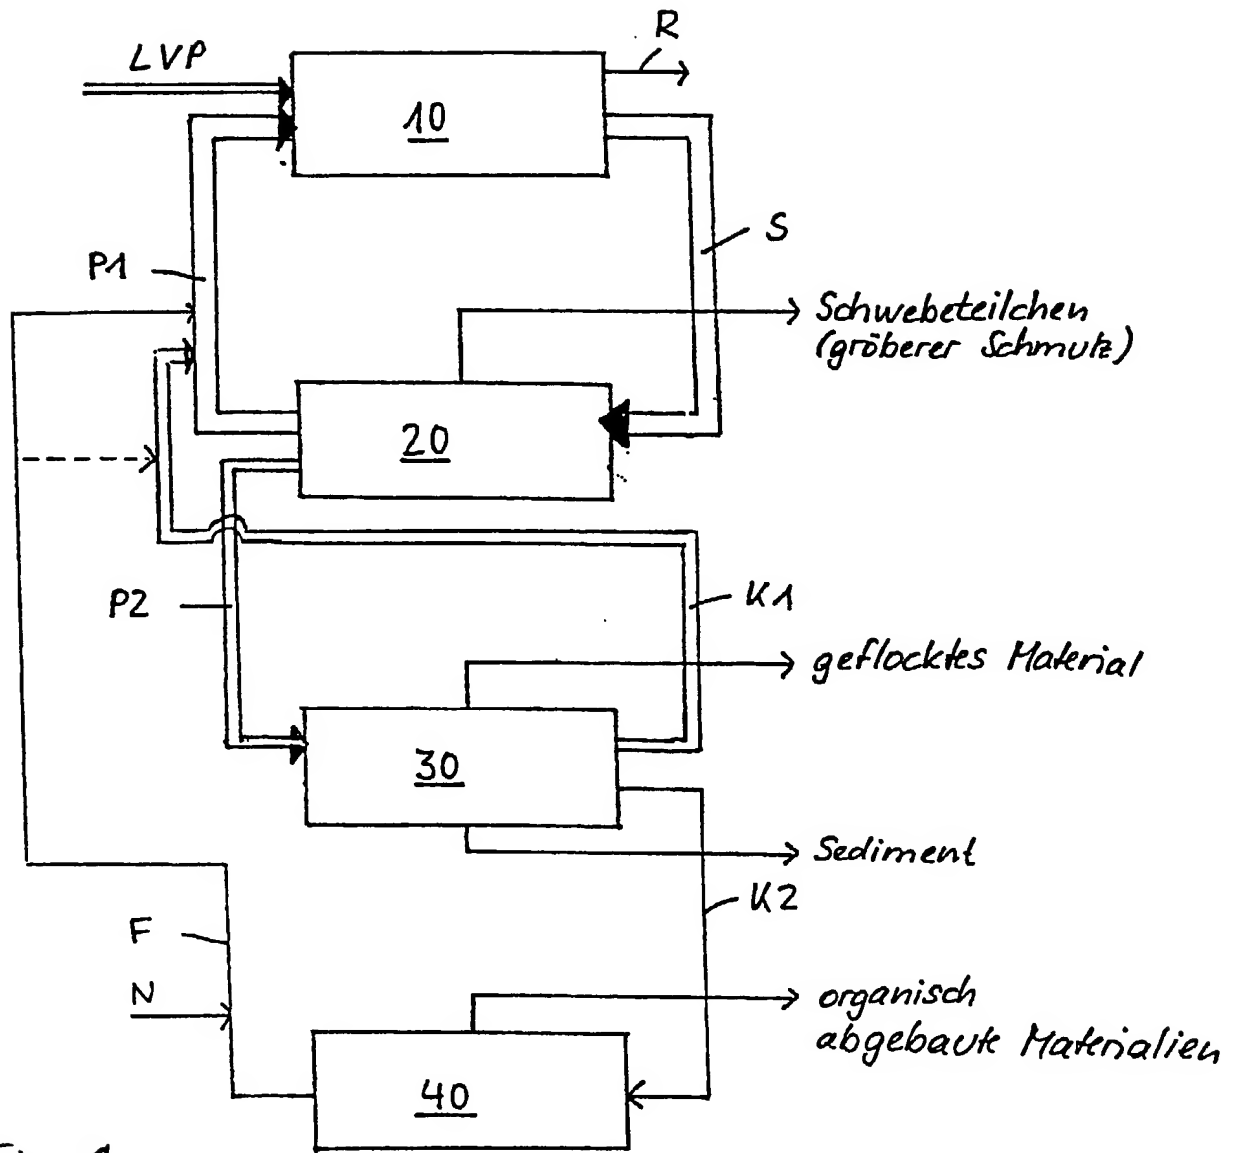 LVP
R
10
S
P1
Schwebeteilchen
(gröberer Schmutz)
20
P2
K1
geflocktes Material
30
Sediment
K2
F
N
organisch
abgebaute Materialien
40